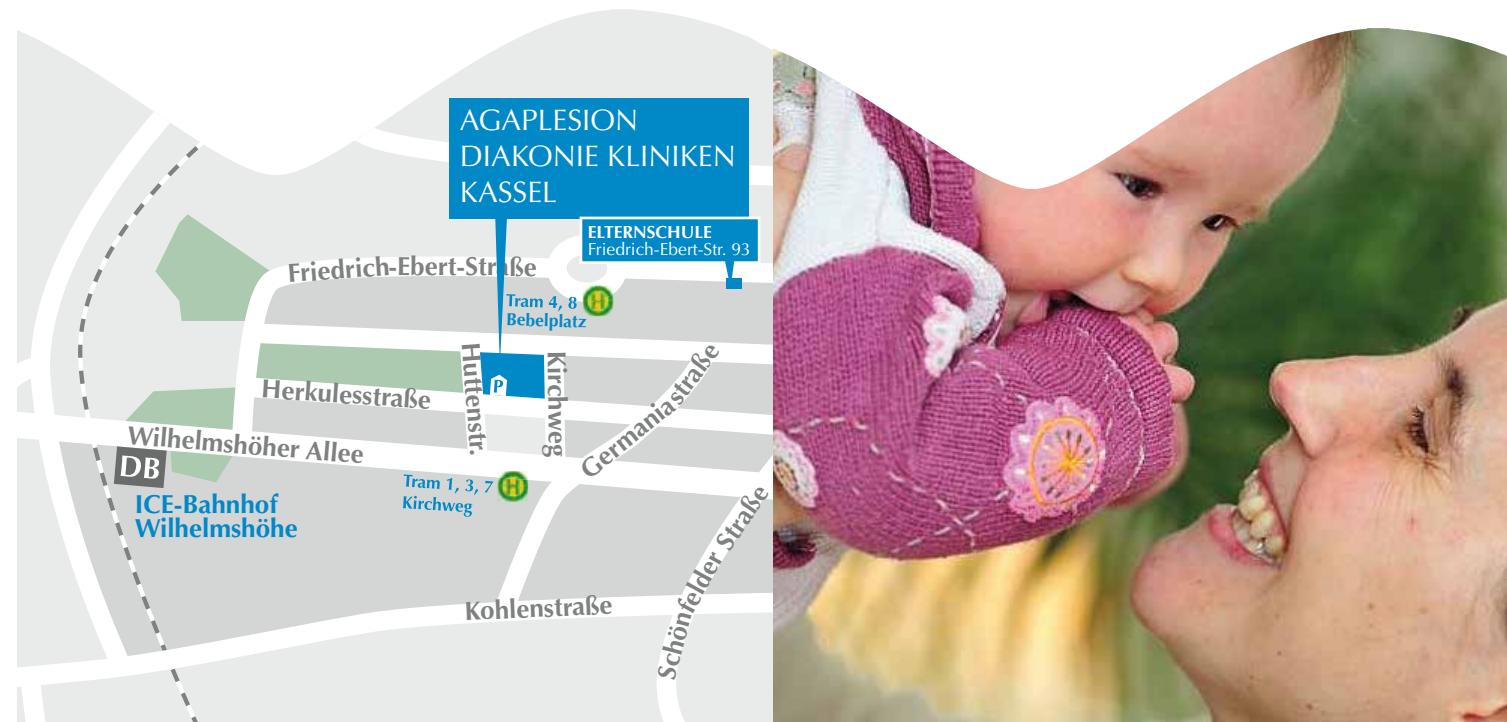 AGAPLESION
DIAKONIE KLINIKEN
KASSEL
ELTERNSCHULE
Friedrich-Ebert-Str. 93
Friedrich-Ebert-Straße
Tram 4, 8 H
Bebelplatz
Huttenstr.
P
Kirchweg
Germaniastraße
Herkulesstraße
Wilhelmshöher Allee
DB
ICE-Bahnhof
Wilhelmshöhe
Tram 1, 3, 7 H
Kirchweg
Schönfelder Straße
Kohlenstraße